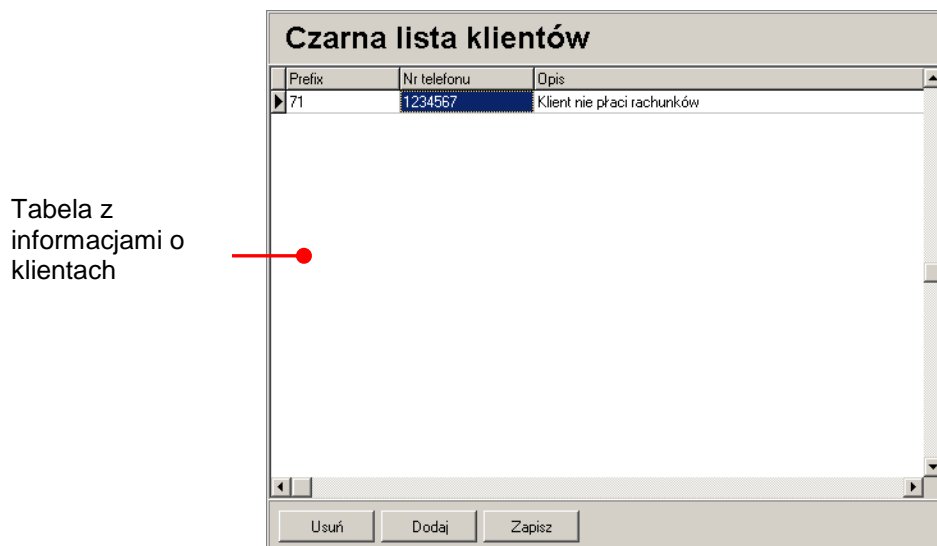 Czarna lista klientów
Prefix Nr telefonu Opis
71 1234567 Klient nie płaci rachunków
Tabela z
informacjami o
klientach
Usuń Dodaj Zapisz